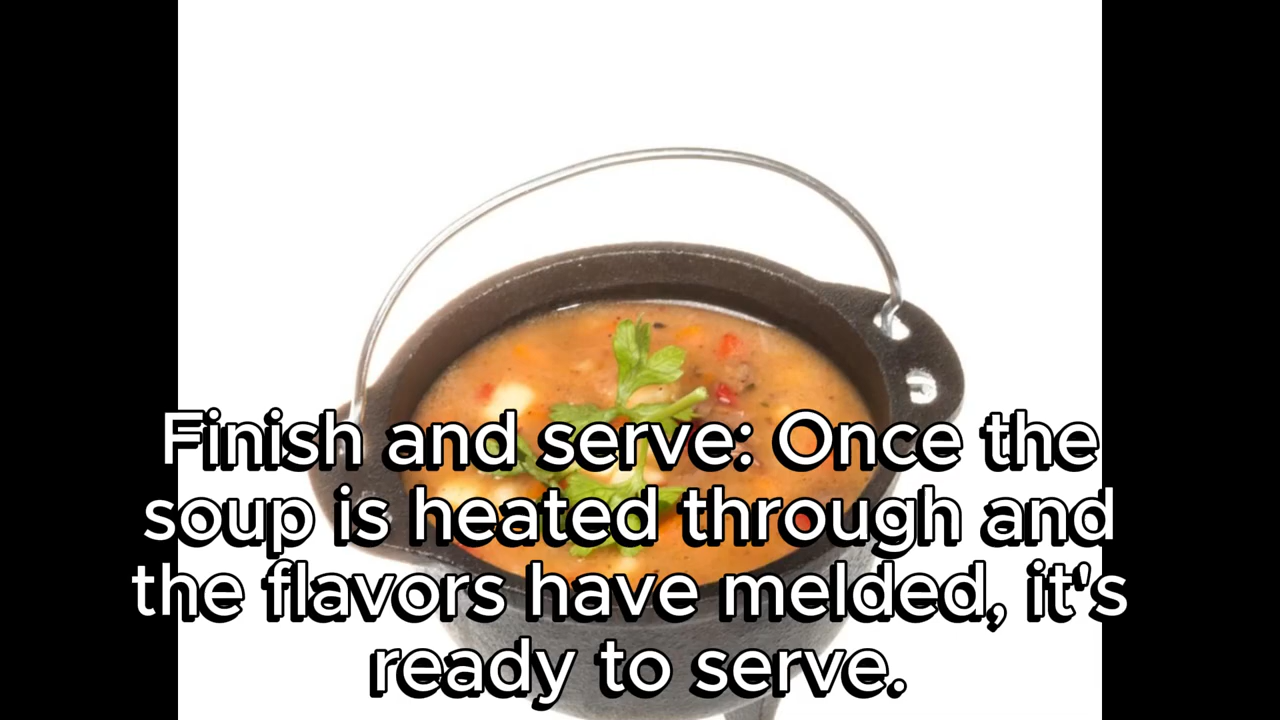 Finish and serve: Once the
soup is heated through and
the flavors have melded, it's
ready to serve.